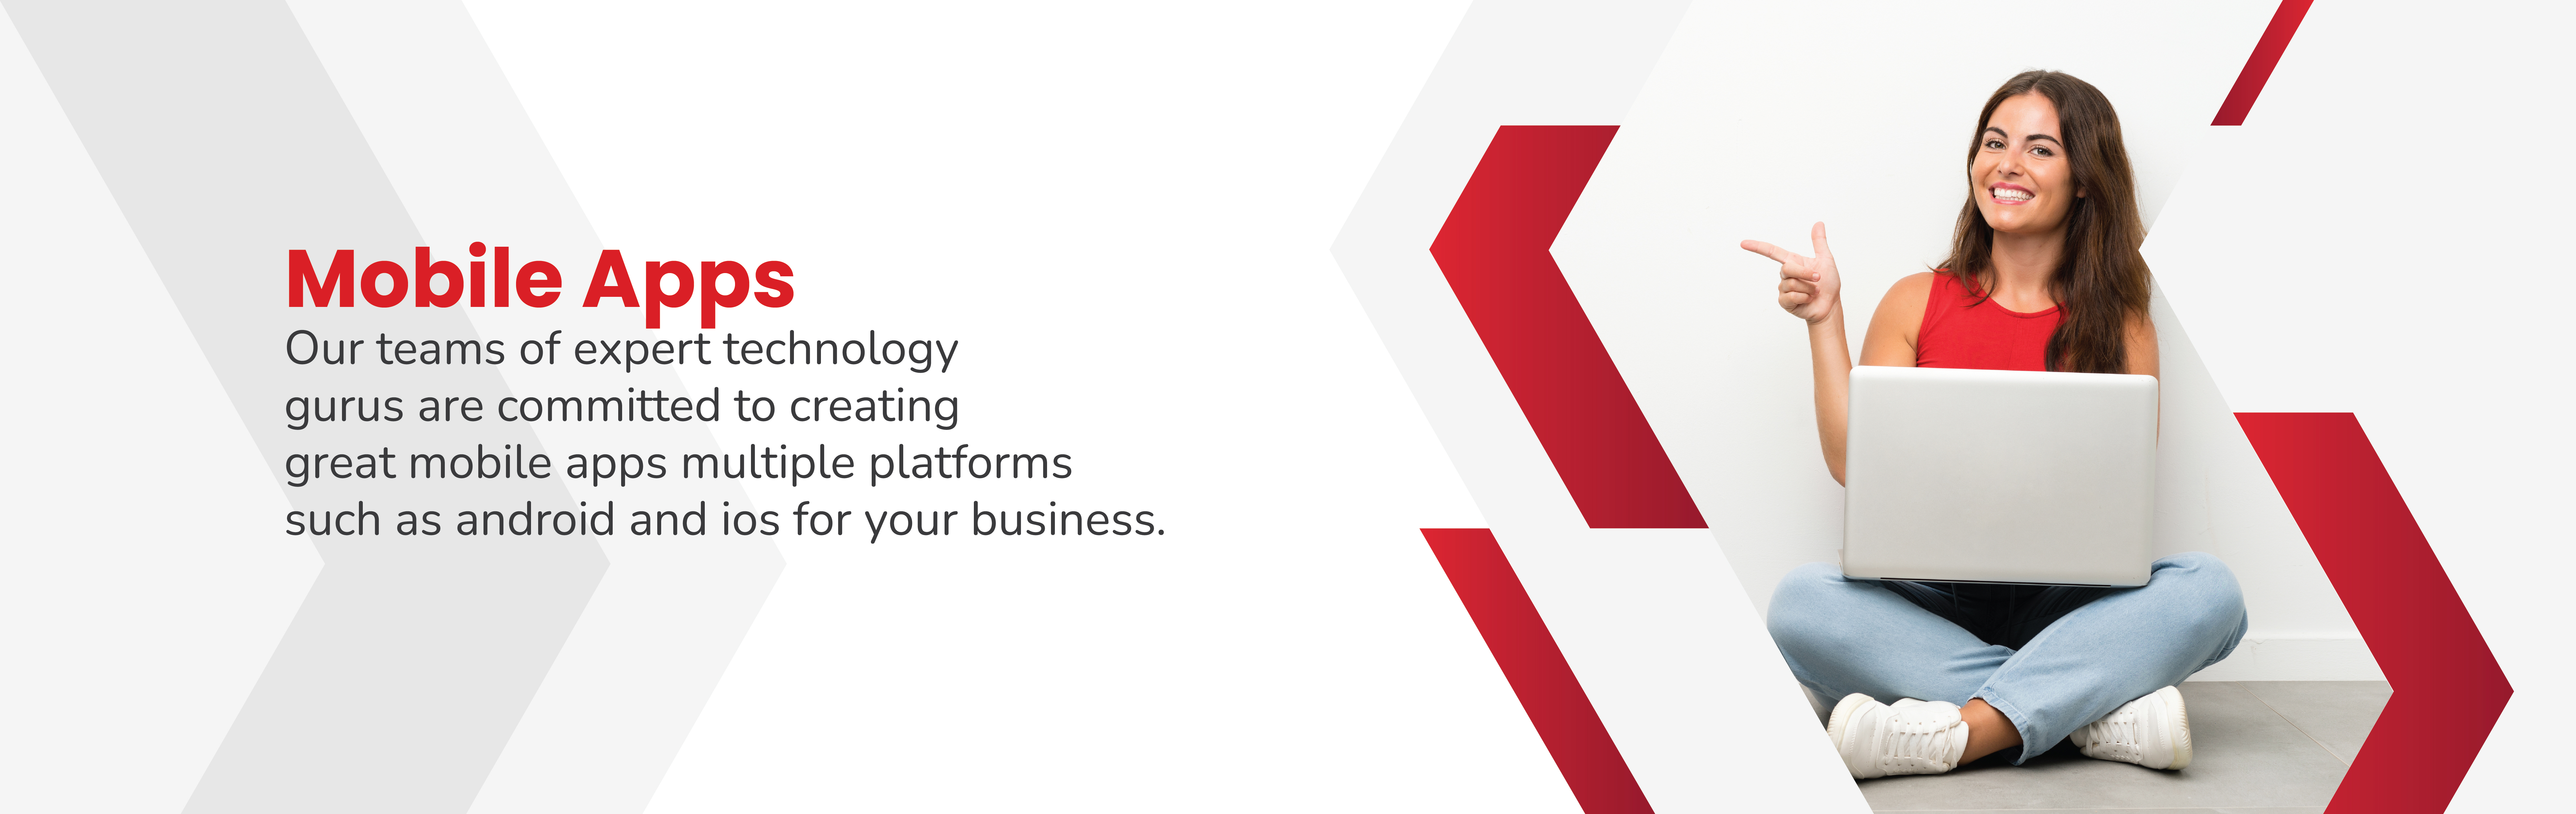 Mobile Apps
Our teams of expert technology
gurus are committed to creating
great mobile apps multiple platforms
such as android and ios for your business.